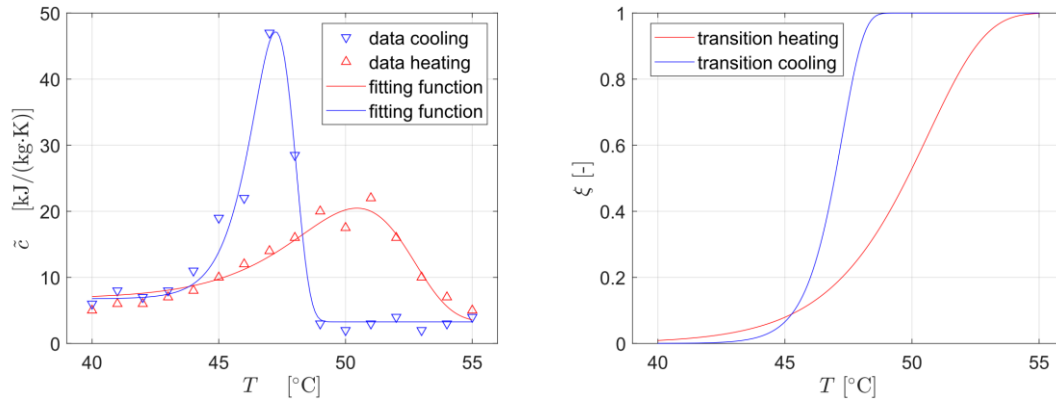 50
40
30
20
10
0
c̃ [kJ/(kg·K)]
data cooling
data heating
fitting function
fitting function
40 45 50 55
T [°C]
1
0.8
0.6
0.4
0.2
0
ξ [-]
transition heating
transition cooling
40 45 50 55
T [°C]